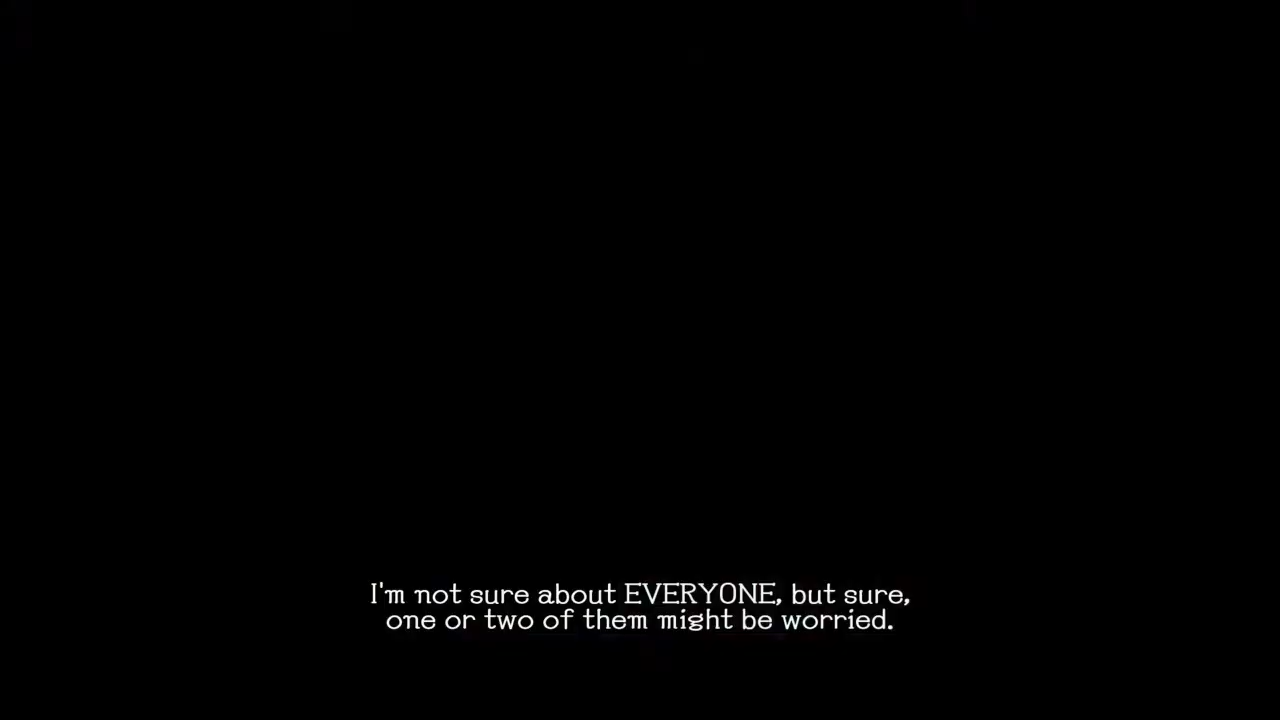 I'm not sure about EVERYONE, but sure,
one or two of them might be worried.